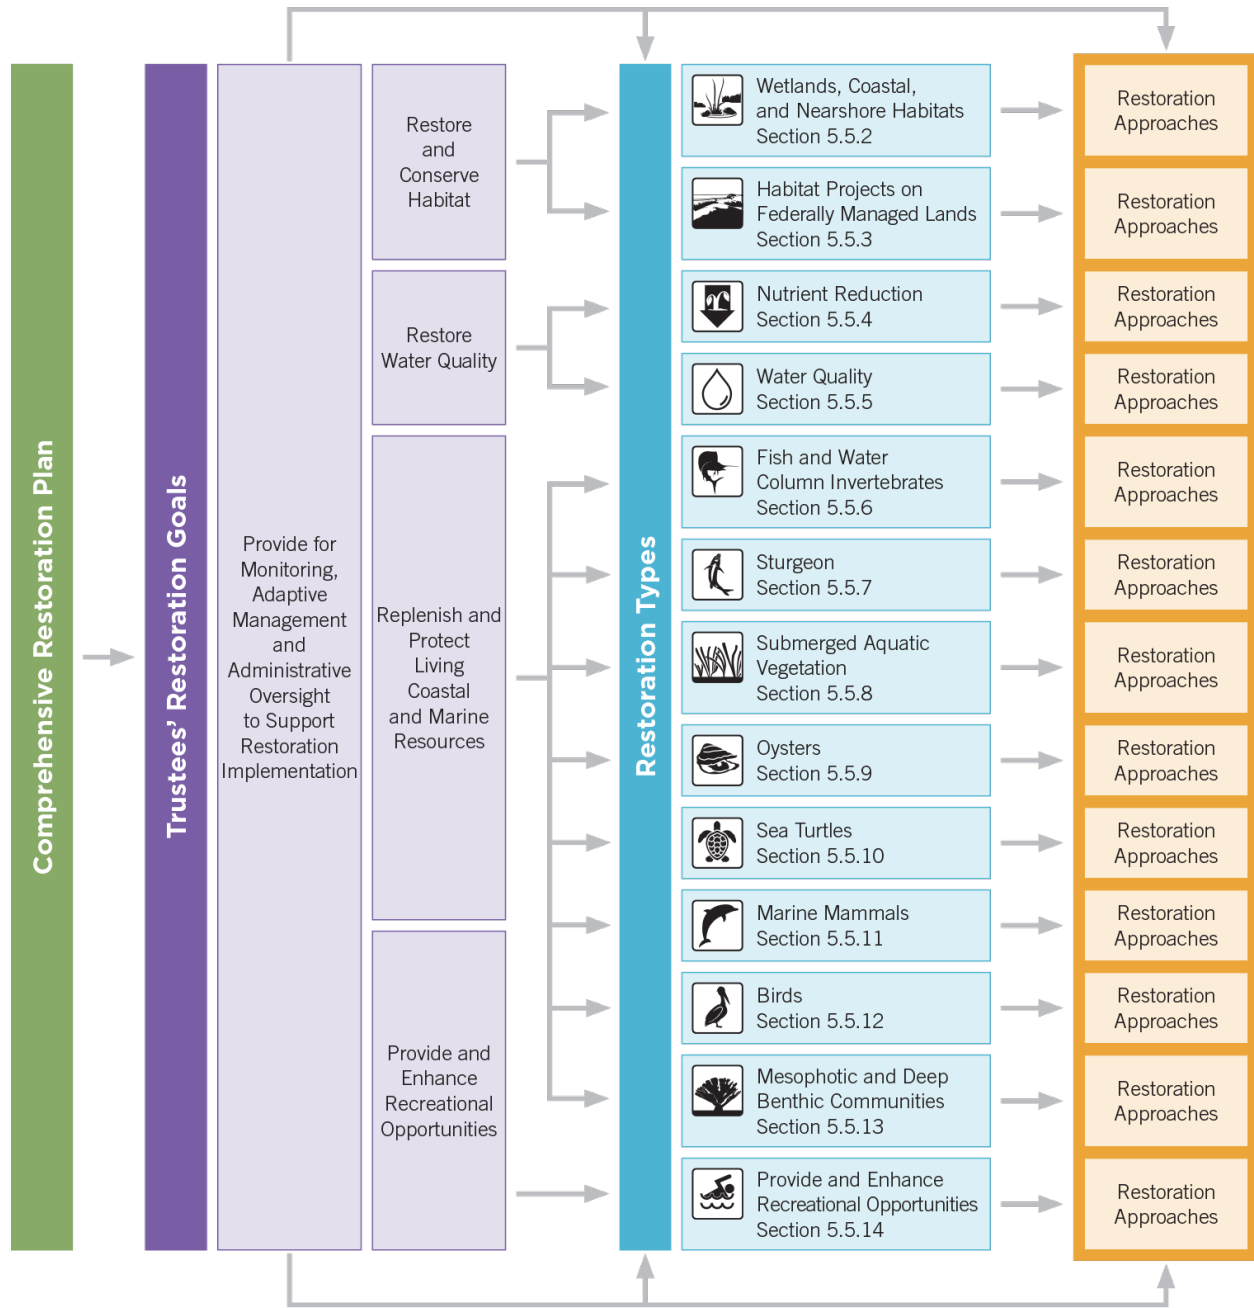 Comprehensive Restoration Plan
Trustees’ Restoration Goals
Provide for
Monitoring,
Adaptive
Management
and
Administrative
Oversight
to Support
Restoration
Implementation
Restore
and
Conserve
Habitat
Restore
Water Quality
Replenish and
Protect
Living
Coastal
and Marine
Resources
Provide and
Enhance
Recreational
Opportunities
Restoration Types
Wetlands, Coastal,
and Nearshore Habitats
Section 5.5.2
Restoration
Approaches
Habitat Projects on
Federally Managed Lands
Section 5.5.3
Restoration
Approaches
Nutrient Reduction
Section 5.5.4
Restoration
Approaches
Water Quality
Section 5.5.5
Restoration
Approaches
Fish and Water
Column Invertebrates
Section 5.5.6
Restoration
Approaches
Sturgeon
Section 5.5.7
Restoration
Approaches
Submerged Aquatic
Vegetation
Section 5.5.8
Restoration
Approaches
Oysters
Section 5.5.9
Restoration
Approaches
Sea Turtles
Section 5.5.10
Restoration
Approaches
Marine Mammals
Section 5.5.11
Restoration
Approaches
Birds
Section 5.5.12
Restoration
Approaches
Mesophotic and Deep
Benthic Communities
Section 5.5.13
Restoration
Approaches
Provide and Enhance
Recreational Opportunities
Section 5.5.14
Restoration
Approaches